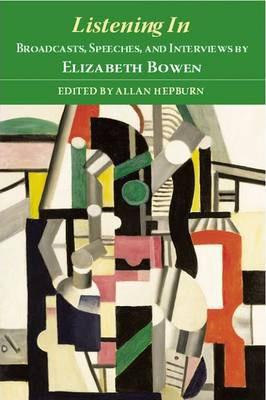 Listening In
Broadcasts, Speeches, and Interviews by
Elizabeth Bowen
Edited by Allan Hepburn